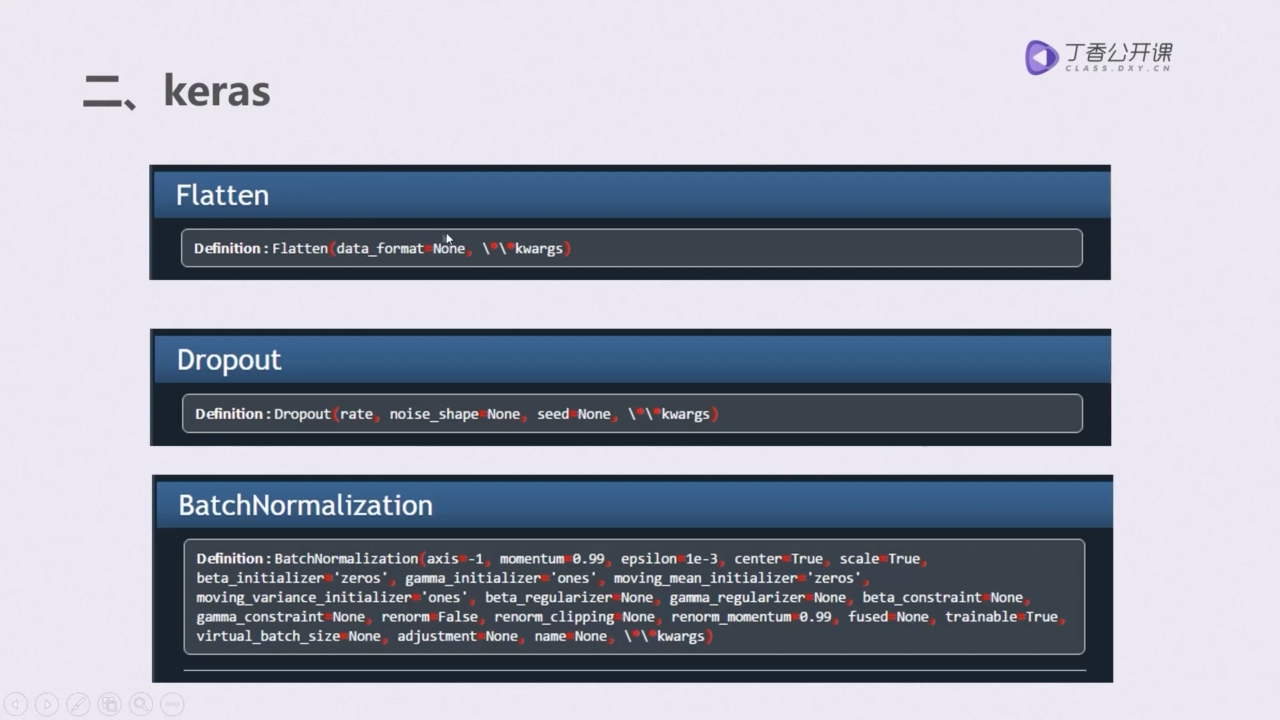 丁香公开课
CLASS.DXY.CN
二、keras
Flatten
Definition : Flatten(data_format=None, \*\*kwargs)
Dropout
Definition : Dropout(rate, noise_shape=None, seed=None, \*\*kwargs)
BatchNormalization
Definition : BatchNormalization(axis=-1, momentum=0.99, epsilon=1e-3, center=True, scale=True,
beta_initializer='zeros', gamma_initializer='ones', moving_mean_initializer='zeros',
moving_variance_initializer='ones', beta_regularizer=None, gamma_regularizer=None, beta_constraint=None,
gamma_constraint=None, renorm=False, renorm_clipping=None, renorm_momentum=0.99, fused=None, trainable=True,
virtual_batch_size=None, adjustment=None, name=None, \*\*kwargs)